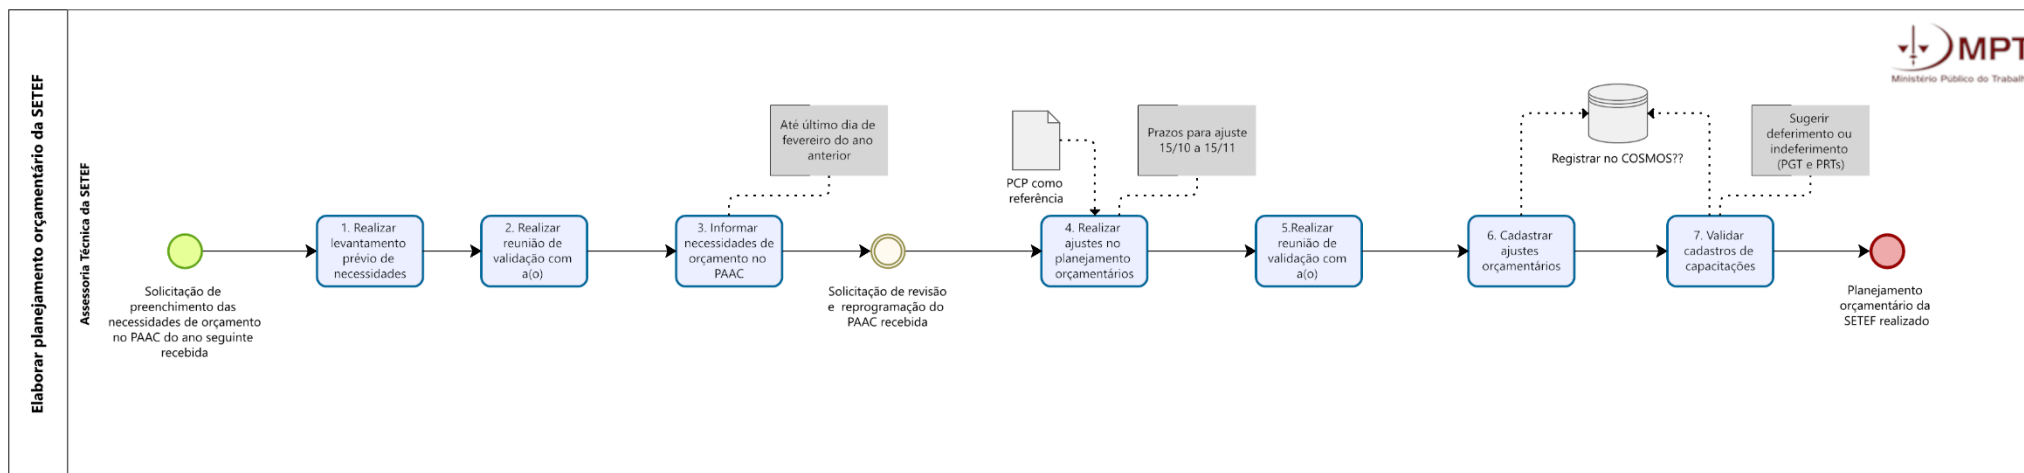 Elaborar planejamento orçamentário da SETEF
Assessoria Técnica da SETEF
Solicitação de
preenchimento das
necessidades de orçamento
no PAAC do ano seguinte
recebida
1. Realizar
levantamento
prévio de
necessidades
2. Realizar
reunião de
validação com
a(o)
3. Informar
necessidades de
orçamento no
PAAC
Até último dia de
fevereiro do ano
anterior
Solicitação de revisão
e reprogramação do
PAAC recebida
PCP como
referência
4. Realizar
ajustes no
planejamento
orçamentários
Prazos para ajuste
15/10 a 15/11
5.Realizar
reunião de
validação com
a(o)
6. Cadastrar
ajustes
orçamentários
Registrar no COSMOS??
7. Validar
cadastros de
capacitações
Sugerir
deferimento ou
indeferimento
(PGT e PRTs)
Planejamento
orçamentário da
SETEF realizado
MPT
Ministério Público do Trabalh